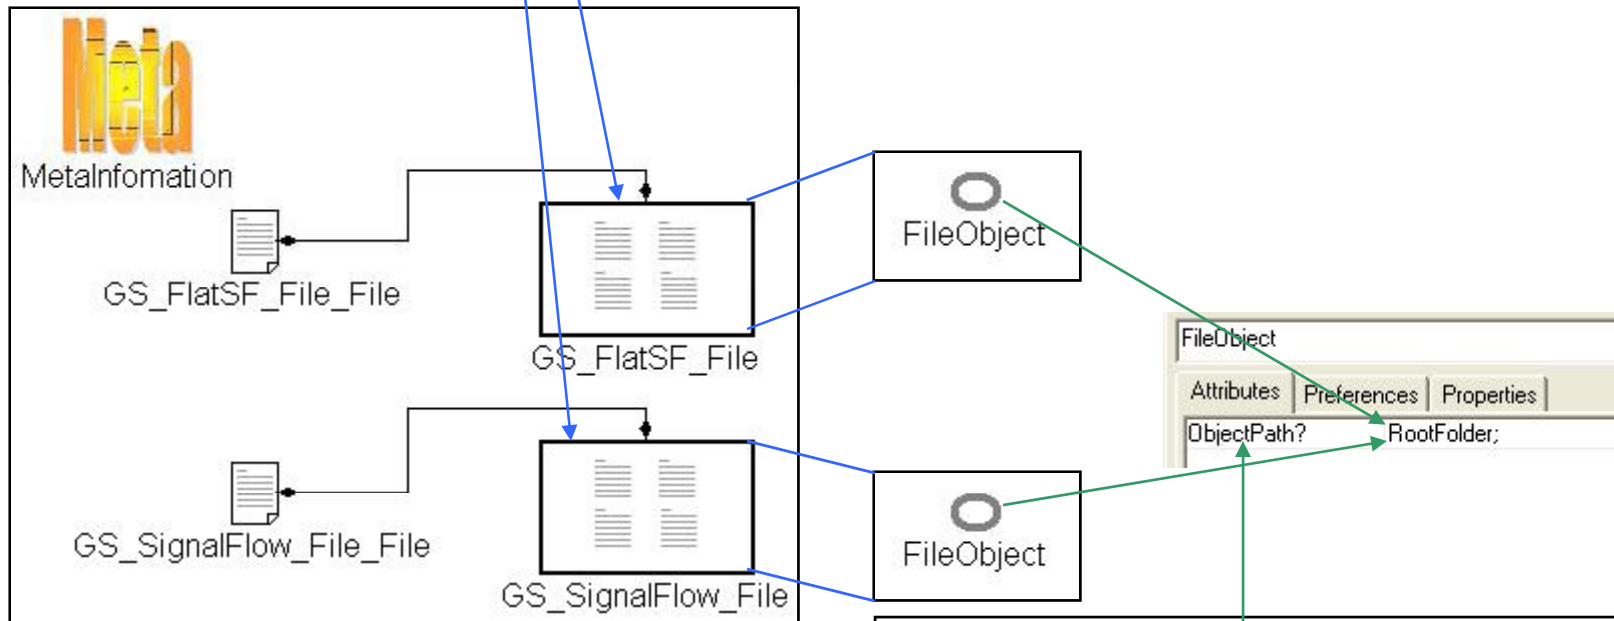 Meta
MetaInfomation
GS_FlatSF_File_File
GS_FlatSF_File
GS_SignalFlow_File_File
GS_SignalFlow_File
FileObject
FileObject
FileObject
Attributes Preferences Properties
ObjectPath? RootFolder;